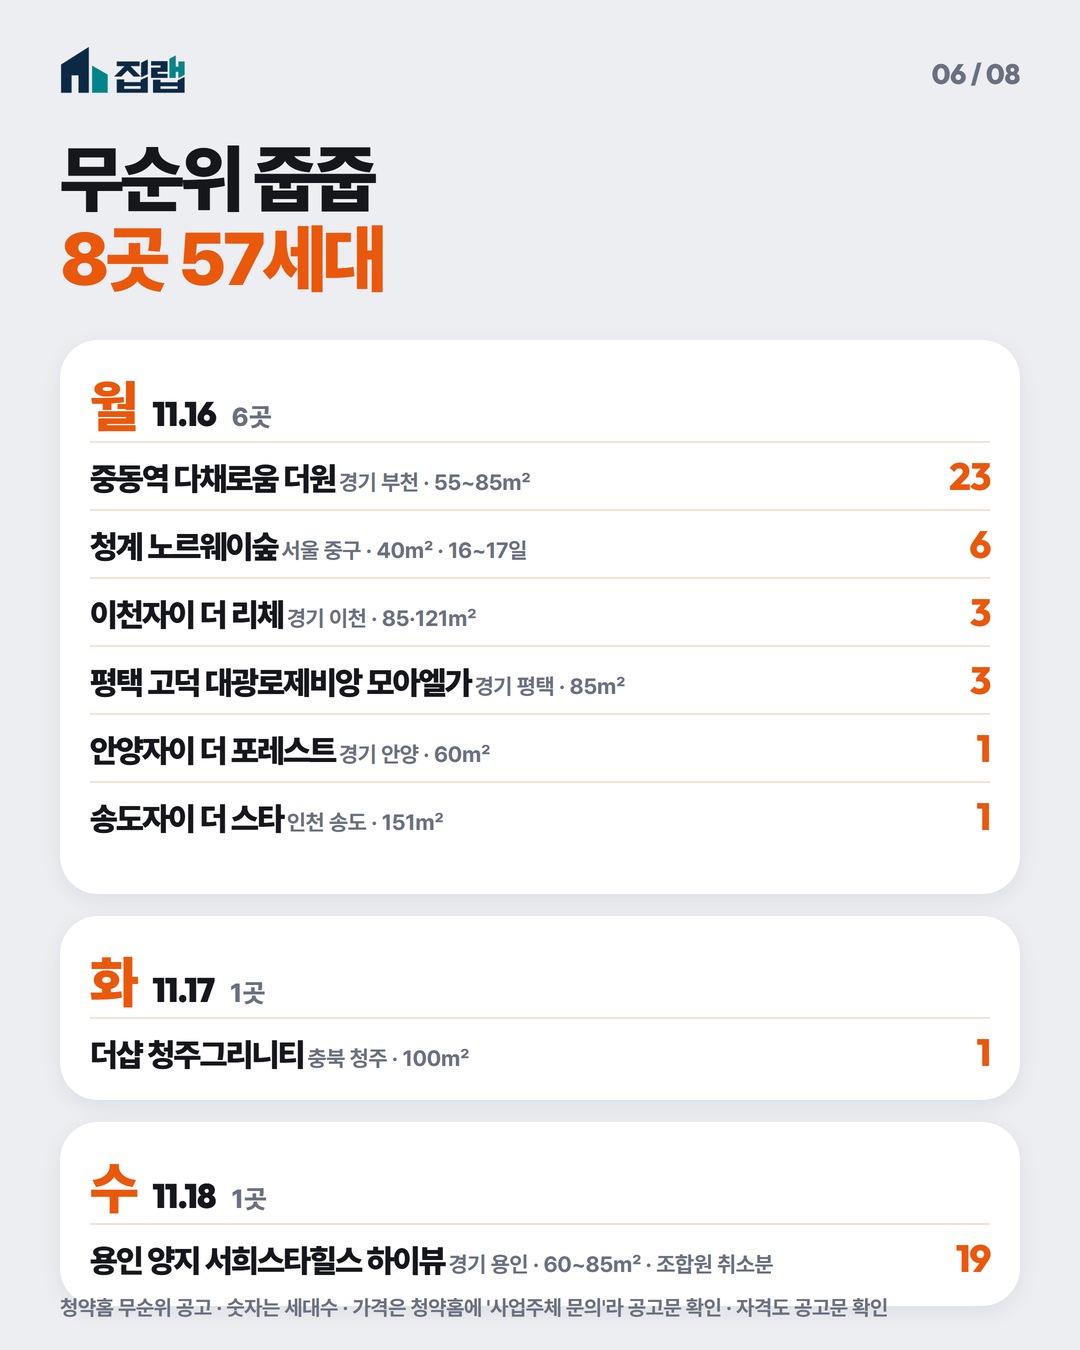 집랩
06 / 08
무순위 줍줍
8곳 57세대
월 11.16 6곳
중동역 다채로움 더원 경기 부천 · 55~85m² 23
청계 노르웨이숲 서울 중구 · 40m² · 16~17일 6
이천자이 더 리체 경기 이천 · 85·121m² 3
평택 고덕 대광로제비앙 모아엘가 경기 평택 · 85m² 3
안양자이 더 포레스트 경기 안양 · 60m² 1
송도자이 더 스타 인천 송도 · 151m² 1
화 11.17 1곳
더샵 청주그리니티 충북 청주 · 100m² 1
수 11.18 1곳
용인 양지 서희스타힐스 하이뷰 경기 용인 · 60~85m² · 조합원 취소분 19
청약홈 무순위 공고 · 숫자는 세대수 · 가격은 청약홈에 '사업주체 문의'라 공고문 확인 · 자격도 공고문 확인